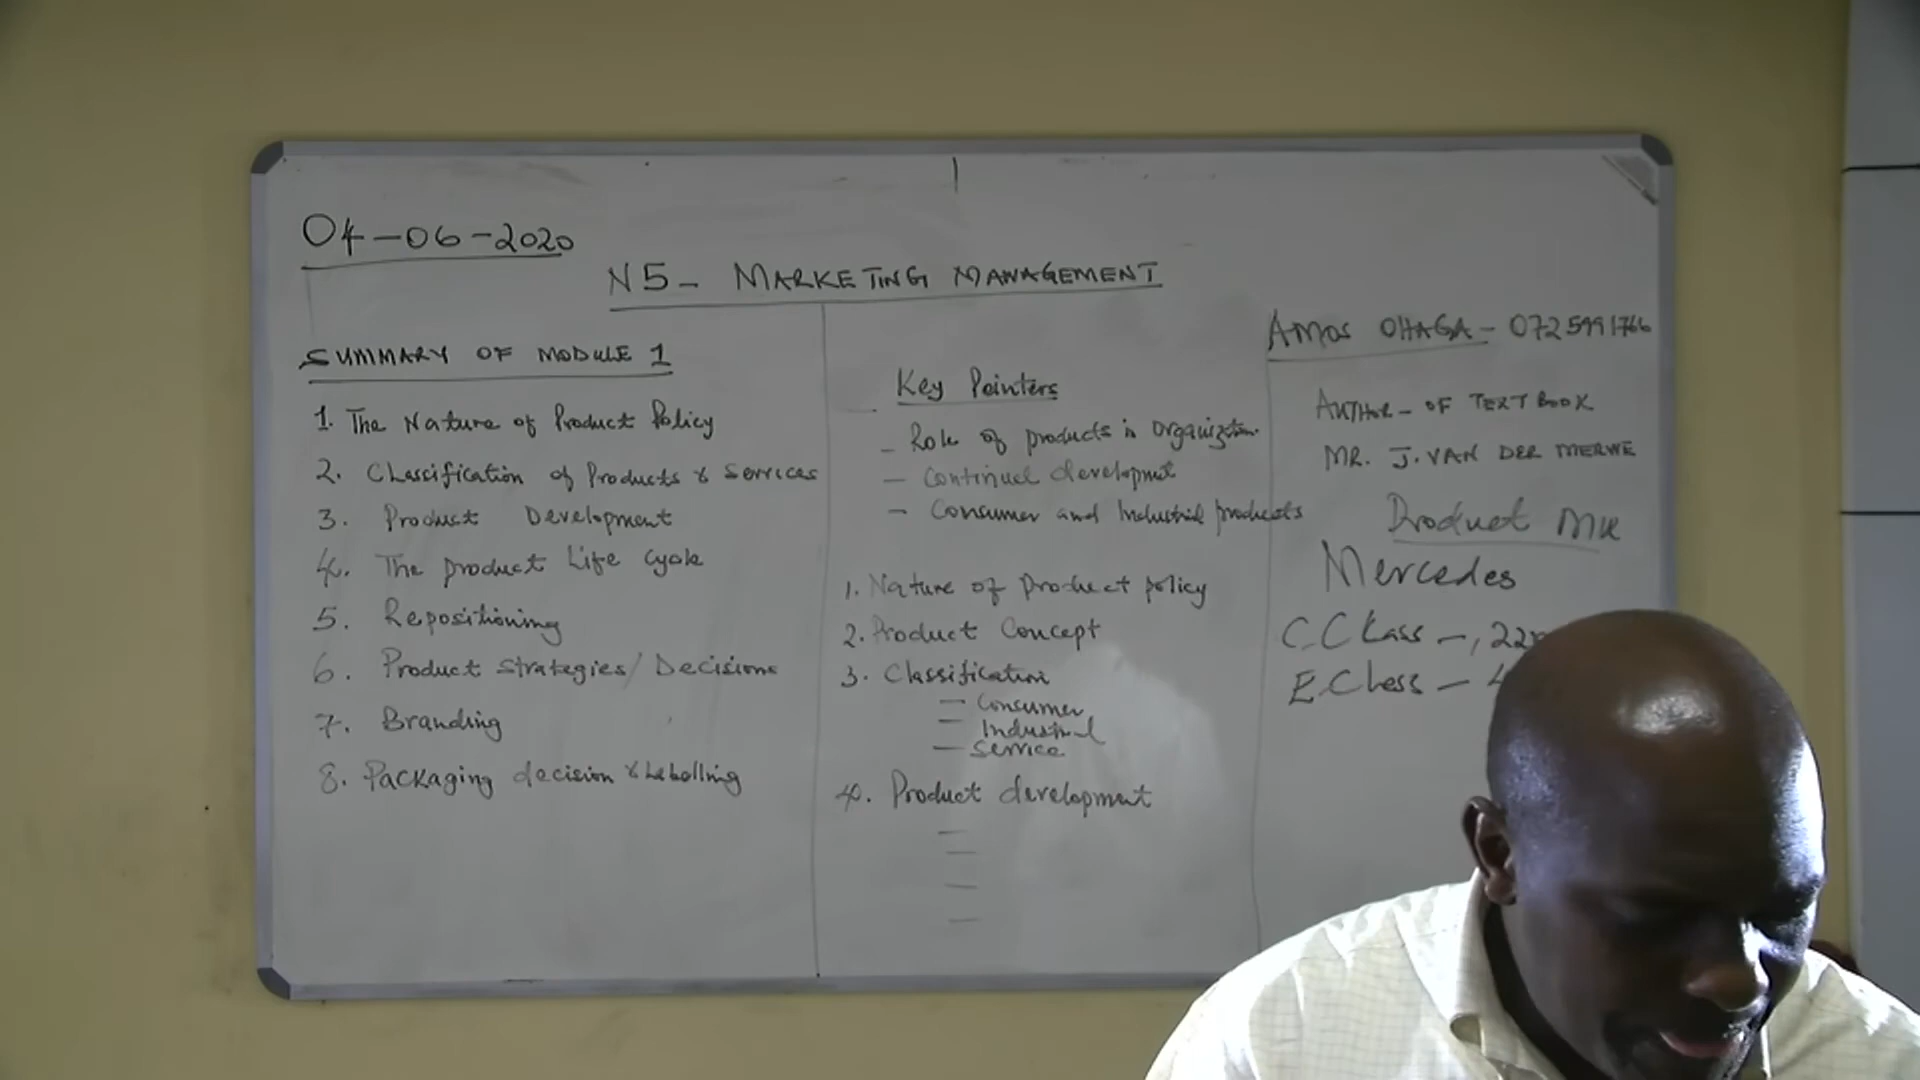 04-06-2020
N5- MARKETING MANAGEMENT
SUMMARY OF MODULE 1
1. The Nature of Product Policy
2. Classification of Products & Services
3. Product Development
4. The product Life Cycle
5. Repositioning
6. Product Strategies/Decisions
7. Branding
8. Packaging decision & Labelling
Key Pointers
- Role of products in Organization
- Continuel development
- Consumer and Industrial products
1. Nature of Product policy
2. Product Concept
3. Classification
- Consumer
- Industrial
- Service
4. Product development
AMOS OHAGA - 0725991766
AUTHOR - OF TEXT BOOK
MR. J. VAN DER MERWE
Product Mix
Mercedes
C. Class -
E. Class -